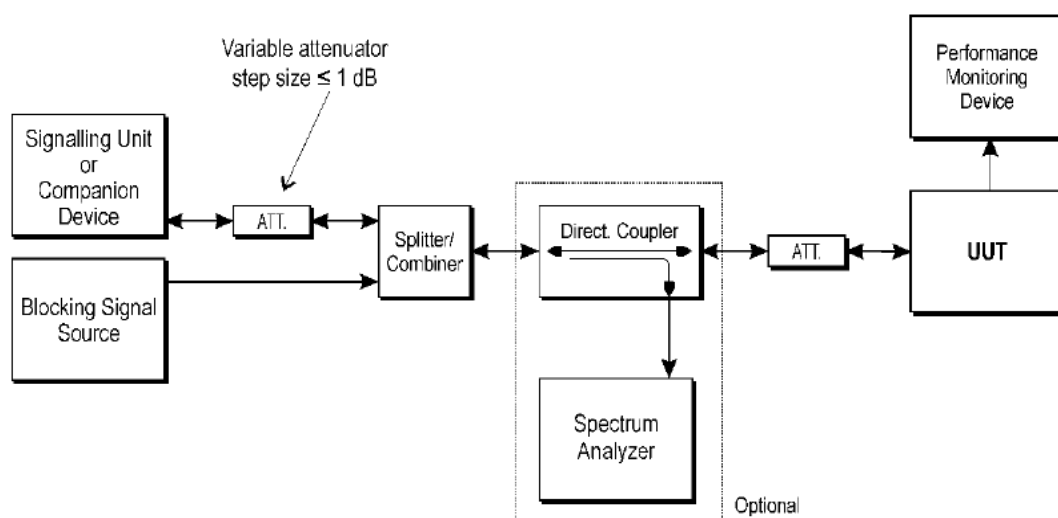 Variable attenuator
step size ≤ 1 dB
Performance
Monitoring
Device
Signalling Unit
or
Companion
Device
ATT.
Splitter/
Combiner
Direct. Coupler
ATT.
UUT
Blocking Signal
Source
Spectrum
Analyzer
Optional